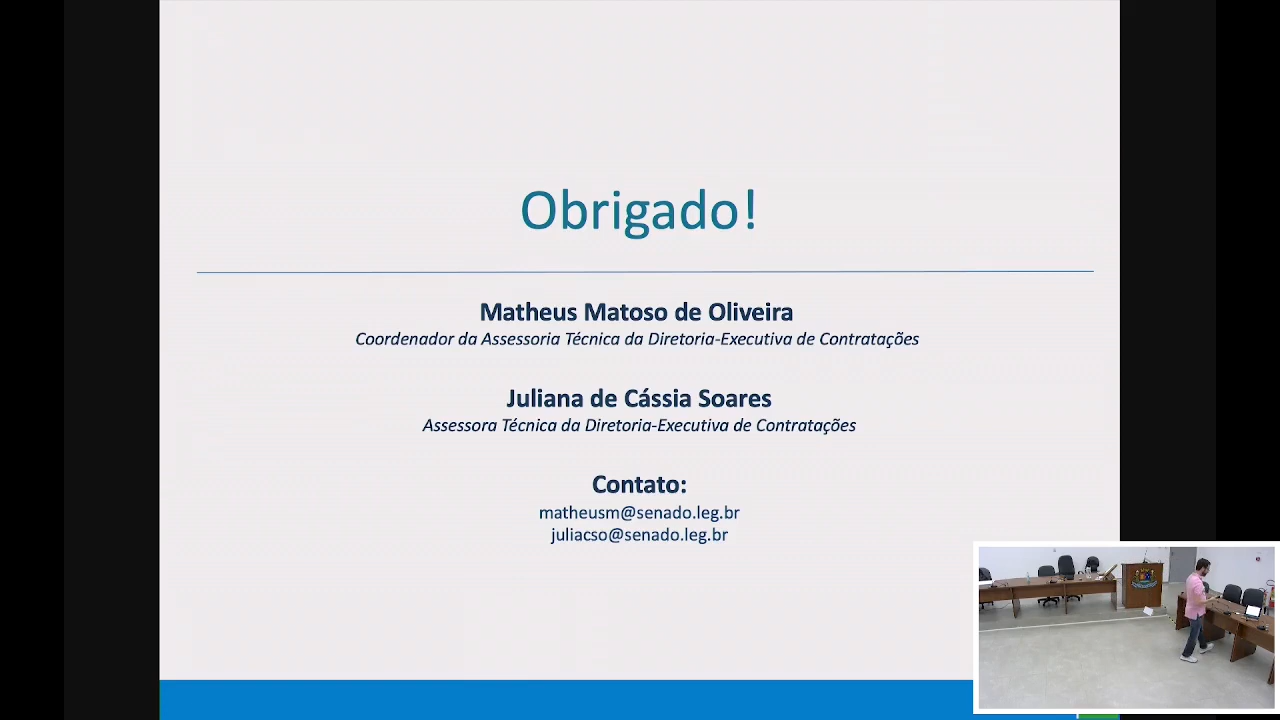 Obrigado!
Matheus Matoso de Oliveira
Coordenador da Assessoria Técnica da Diretoria-Executiva de Contratações
Juliana de Cássia Soares
Assessora Técnica da Diretoria-Executiva de Contratações
Contato:
matheusm@senado.leg.br
juliacso@senado.leg.br